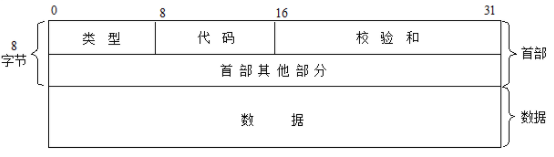 0 8 16 31
类型 代码 校验和
8
字节
首部
首部其他部分
数据
数据